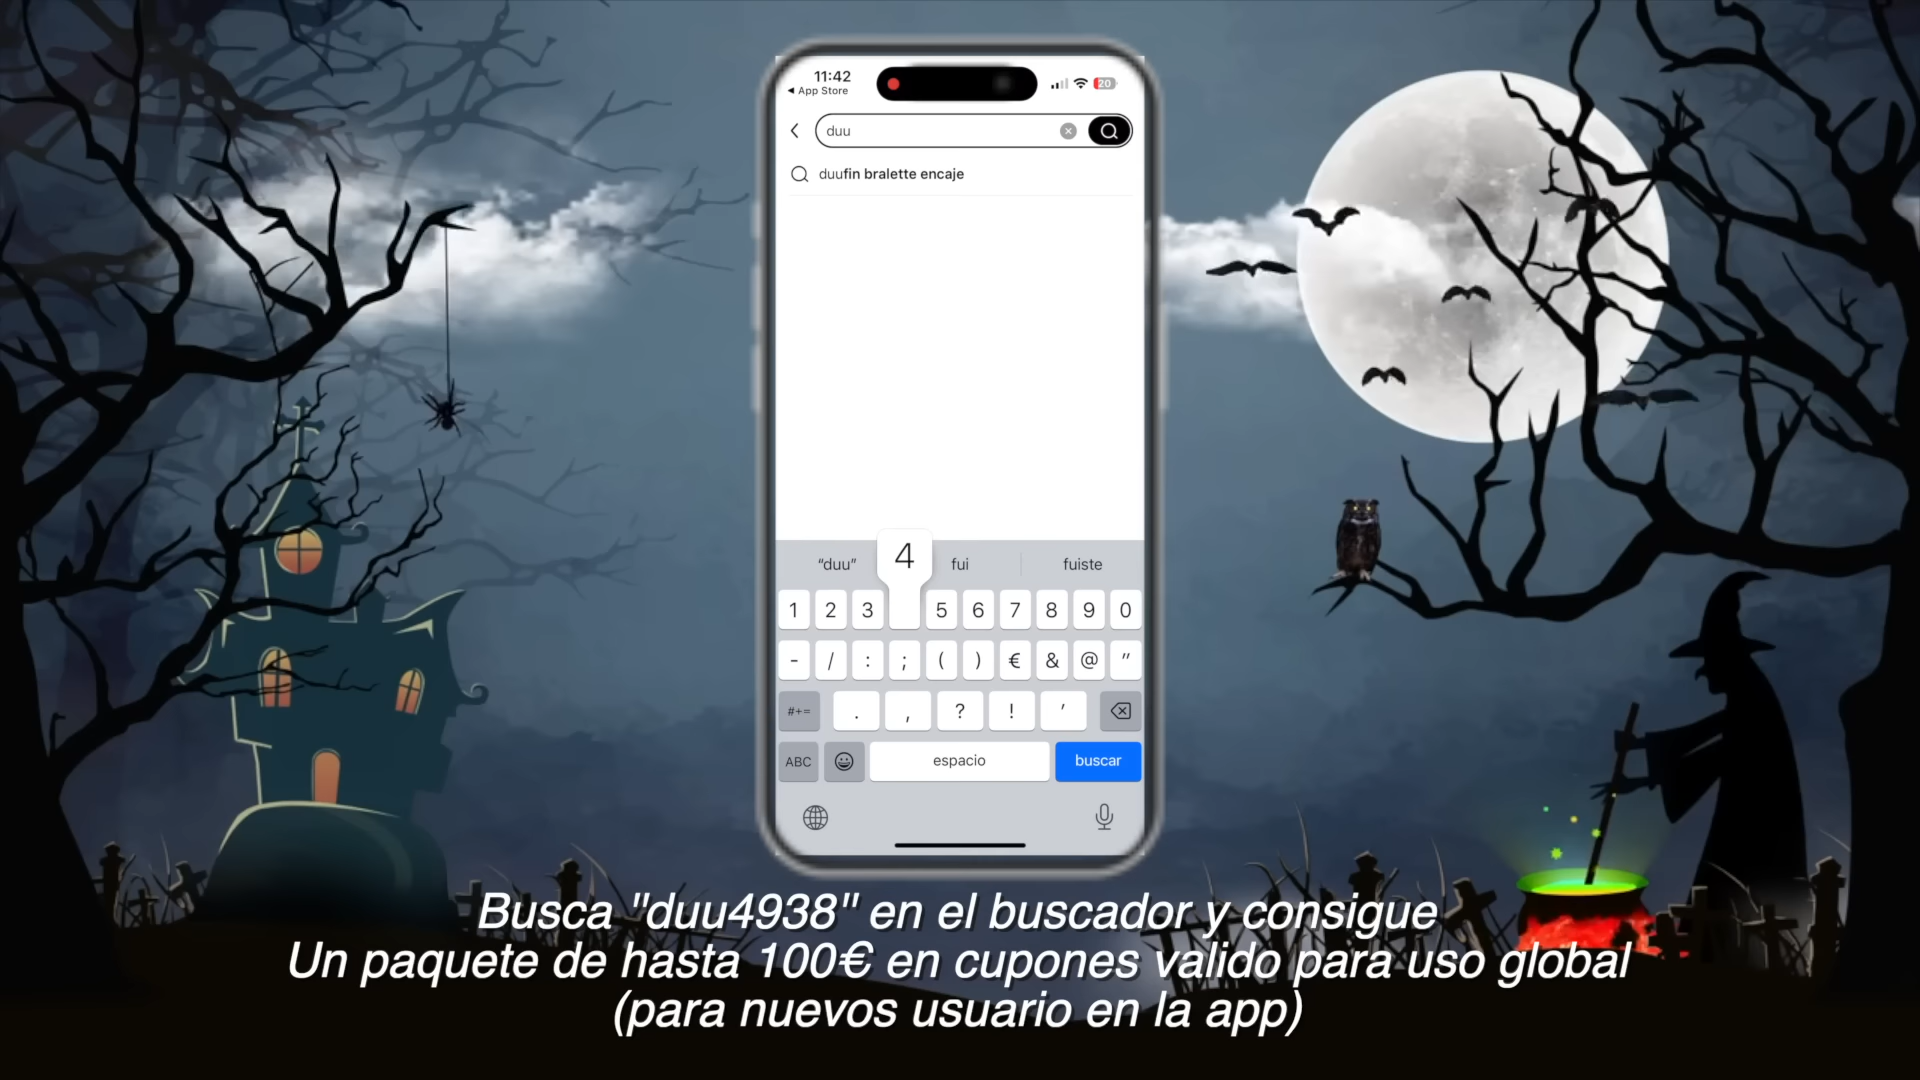 11:42
20
◀ App Store
duu
duufin bralette encaje
“duu”
4
fui
fuiste
1 2 3 5 6 7 8 9 0
- / : ; ( ) € & @ "
#+= . , ? ! ’
ABC espacio buscar
Busca "duu4938" en el buscador y consigue
Un paquete de hasta 100€ en cupones valido para uso global
(para nuevos usuario en la app)